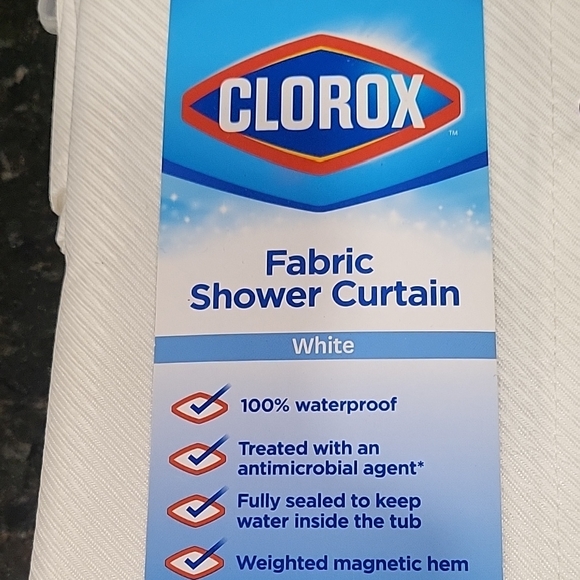 CLOROX
™
Fabric
Shower Curtain
White
100% waterproof
Treated with an
antimicrobial agent*
Fully sealed to keep
water inside the tub
Weighted magnetic hem